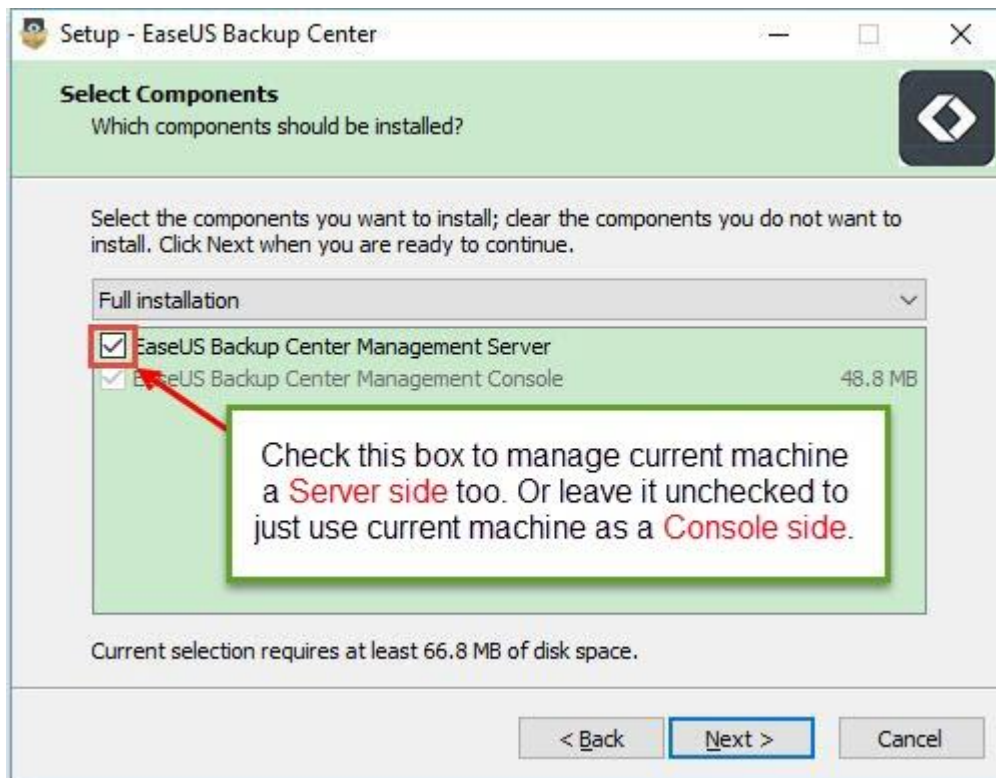 Setup - EaseUS Backup Center
Select Components
Which components should be installed?
Select the components you want to install; clear the components you do not want to
install. Click Next when you are ready to continue.
Full installation
EaseUS Backup Center Management Server
EaseUS Backup Center Management Console 48.8 MB
Check this box to manage current machine
a Server side too. Or leave it unchecked to
just use current machine as a Console side.
Current selection requires at least 66.8 MB of disk space.
< Back Next > Cancel